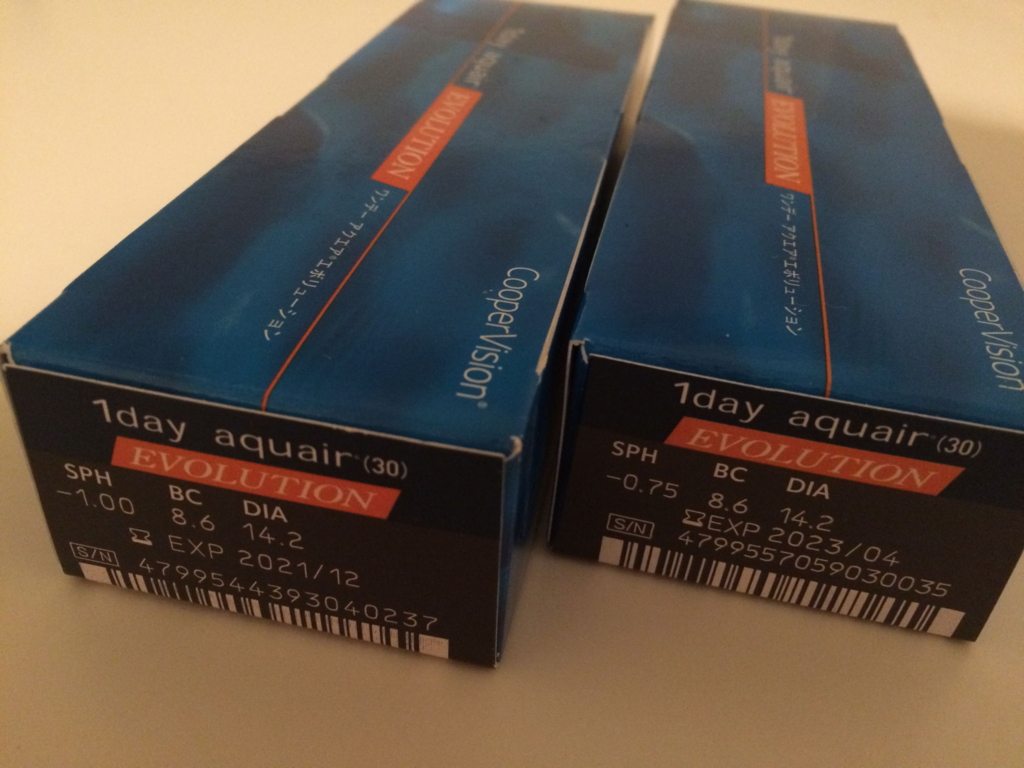 1day aquair
EVOLUTION
ワンデー アクエア®エボリューション
CooperVision®
1day aquair (30)
EVOLUTION
SPH BC DIA
-1.00 8.6 14.2
EXP 2021/12
S/N 4799544393040237
1day aquair
EVOLUTION
ワンデー アクエア®エボリューション
CooperVision
1day aquair (30)
EVOLUTION
SPH BC DIA
-0.75 8.6 14.2
EXP 2023/04
S/N 4799557059030035